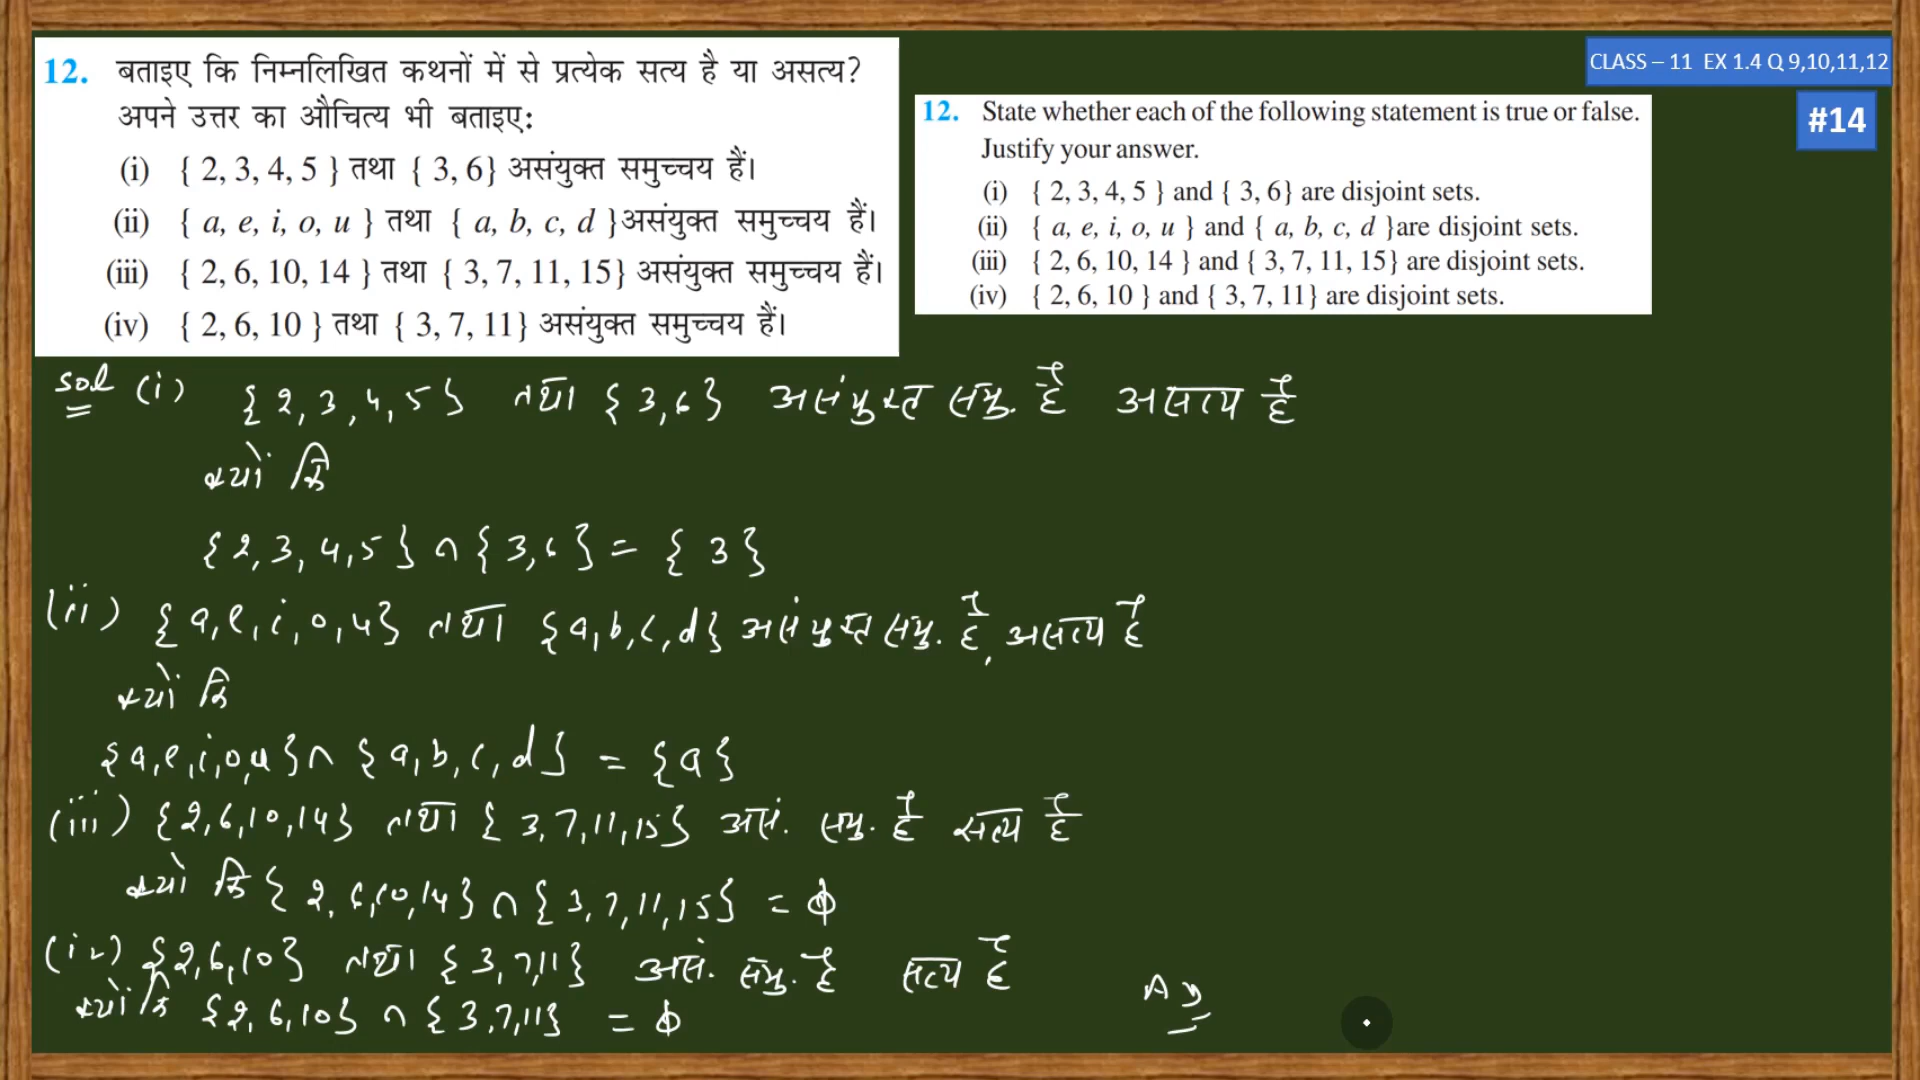 12. बताइए कि निम्नलिखित कथनों में से प्रत्येक सत्य है या असत्य?
अपने उत्तर का औचित्य भी बताइए:
(i) { 2, 3, 4, 5 } तथा { 3, 6} असंयुक्त समुच्चय हैं।
(ii) { a, e, i, o, u } तथा { a, b, c, d }असंयुक्त समुच्चय हैं।
(iii) { 2, 6, 10, 14 } तथा { 3, 7, 11, 15} असंयुक्त समुच्चय हैं।
(iv) { 2, 6, 10 } तथा { 3, 7, 11} असंयुक्त समुच्चय हैं।
CLASS – 11 EX 1.4 Q 9,10,11,12
#14
12. State whether each of the following statement is true or false.
Justify your answer.
(i) { 2, 3, 4, 5 } and { 3, 6} are disjoint sets.
(ii) { a, e, i, o, u } and { a, b, c, d }are disjoint sets.
(iii) { 2, 6, 10, 14 } and { 3, 7, 11, 15} are disjoint sets.
(iv) { 2, 6, 10 } and { 3, 7, 11} are disjoint sets.
sol (i) {2, 3, 4, 5} तथा {3, 6} असंयुक्त समु. है असत्य है
क्यों कि
{2, 3, 4, 5} ∩ {3, 6} = {3}
(ii) {a, e, i, o, u} तथा {a, b, c, d} असंयुक्त समु. है, असत्य है
क्यों कि
{a, e, i, o, u} ∩ {a, b, c, d} = {a}
(iii) {2, 6, 10, 14} तथा {3, 7, 11, 15} असं. समु. है सत्य है
क्यों कि {2, 6, 10, 14} ∩ {3, 7, 11, 15} = ϕ
(iv) {2, 6, 10} तथा {3, 7, 11} असं. समु. है सत्य है
क्यों कि {2, 6, 10} ∩ {3, 7, 11} = ϕ